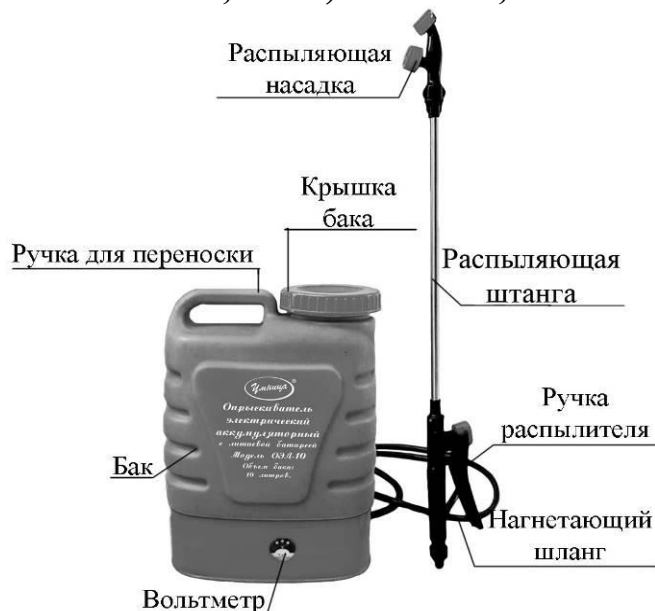 Распыляющая
насадка
Крышка
бака
Ручка для переноски
Распыляющая
штанга
Умница®
Опрыскиватель
электрический
аккумуляторный
с литиевой батареей
Модель ОЭЛ-10
Объем бака:
10 литров.
Ручка
распылителя
Бак
Нагнетающий
шланг
Вольтметр